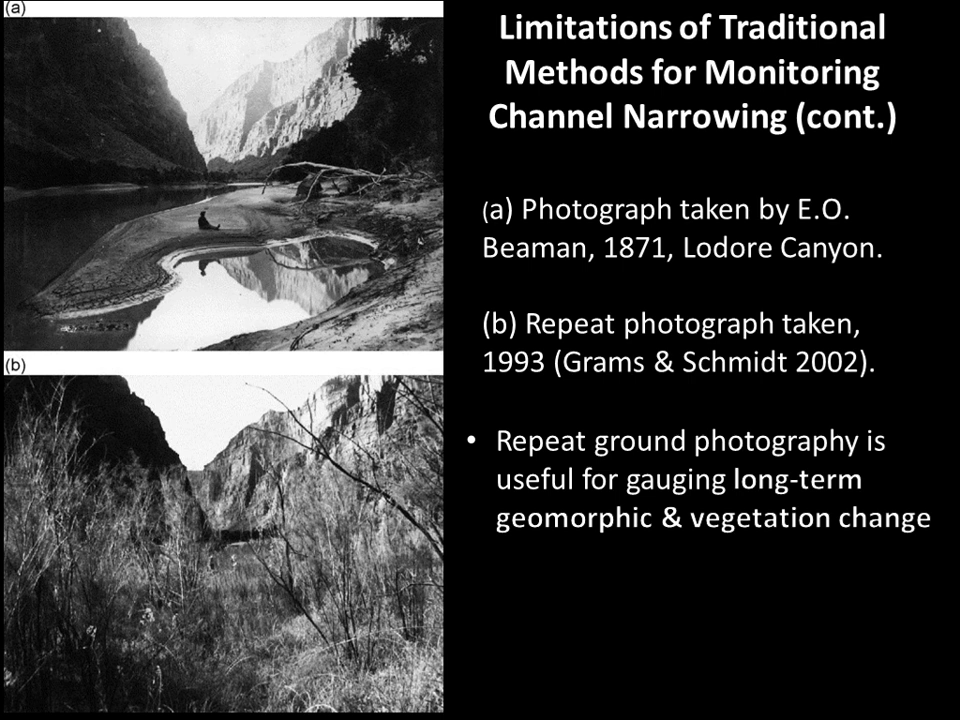 (a)
(b)
Limitations of Traditional
Methods for Monitoring
Channel Narrowing (cont.)
(a) Photograph taken by E.O.
Beaman, 1871, Lodore Canyon.
(b) Repeat photograph taken,
1993 (Grams & Schmidt 2002).
• Repeat ground photography is
useful for gauging long-term
geomorphic & vegetation change